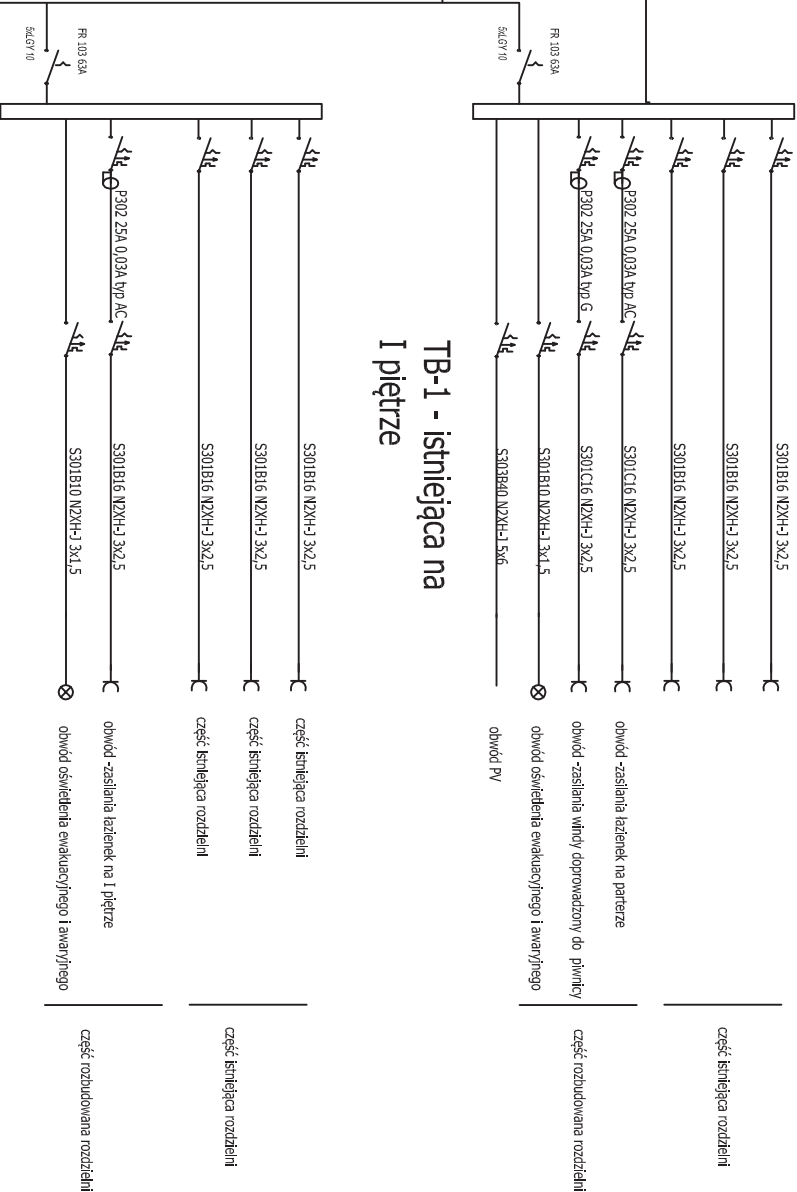 S301B16 N2XH-J 3x2,5
S301B16 N2XH-J 3x2,5
część istniejąca rozdzielni
S301B16 N2XH-J 3x2,5
P302 25A 0,03A typ AC S301C16 N2XH-J 3x2,5 obwód -zasilania łazienek na parterze
P302 25A 0,03A typ G S301C16 N2XH-J 3x2,5 obwód -zasilania windy doprowadzony do piwnicy
część rozbudowana rozdzielni
FR 103 63A
S301B10 N2XH-J 3x1,5 obwód oświetlenia ewakuacyjnego i awaryjnego
5xLGY 10
S303B40 N2XH-J 5x6 obwód PV
TB-1 - istniejąca na
I piętrze
S301B16 N2XH-J 3x2,5 część istniejąca rozdzielni
S301B16 N2XH-J 3x2,5 część istniejąca rozdzielni
część istniejąca rozdzielni
S301B16 N2XH-J 3x2,5 część istniejąca rozdzielni
P302 25A 0,03A typ AC S301B16 N2XH-J 3x2,5 obwód -zasilania łazienek na I piętrze
FR 103 63A
część rozbudowana rozdzielni
S301B10 N2XH-J 3x1,5 obwód oświetlenia ewakuacyjnego i awaryjnego
5xLGY 10